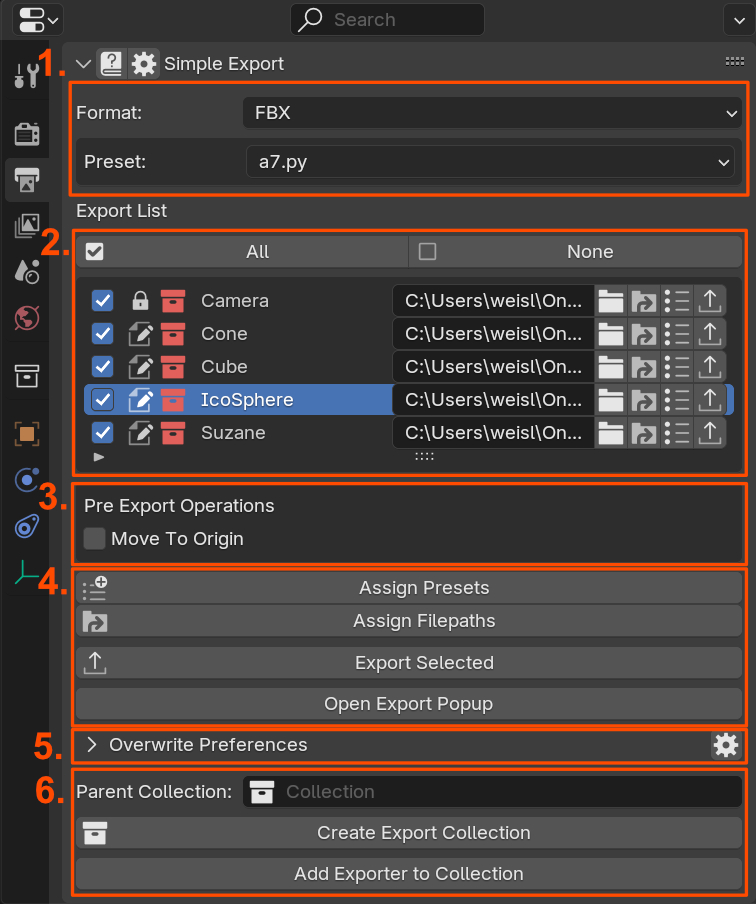 Search
1. Simple Export
Format: FBX
Preset: a7.py
Export List
2. All None
Camera C:\Users\weisl\On...
Cone C:\Users\weisl\On...
Cube C:\Users\weisl\On...
IcoSphere C:\Users\weisl\On...
Suzane C:\Users\weisl\On...
3. Pre Export Operations
Move To Origin
4. Assign Presets
Assign Filepaths
Export Selected
Open Export Popup
5. Overwrite Preferences
6. Parent Collection: Collection
Create Export Collection
Add Exporter to Collection